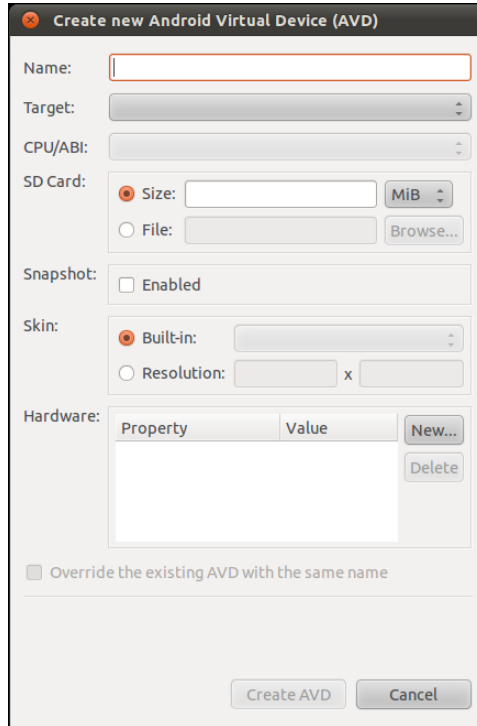 Create new Android Virtual Device (AVD)
Name:
Target:
CPU/ABI:
SD Card:
Size:
MiB
File:
Browse...
Snapshot:
Enabled
Skin:
Built-in:
Resolution:
x
Hardware:
Property Value
New...
Delete
Override the existing AVD with the same name
Create AVD Cancel